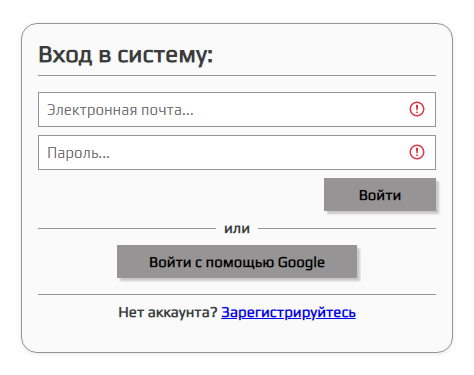 Вход в систему:
Электронная почта...
Пароль...
Войти
или
Войти с помощью Google
Нет аккаунта? Зарегистрируйтесь